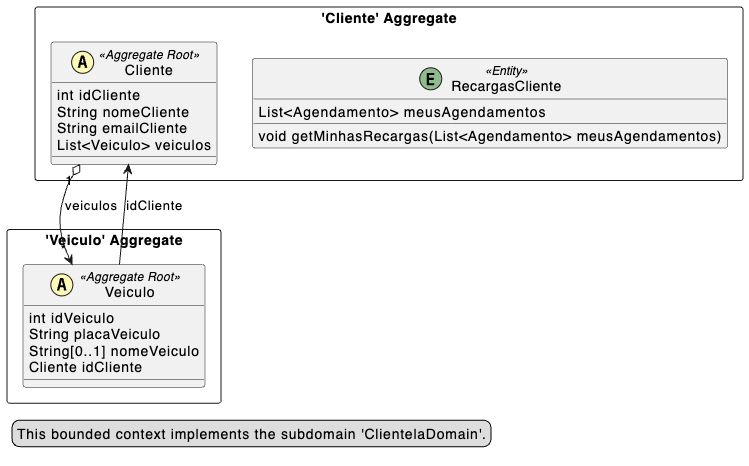 'Cliente' Aggregate
A
«Aggregate Root»
Cliente
int idCliente
String nomeCliente
String emailCliente
List<Veiculo> veiculos
E
«Entity»
RecargasCliente
List<Agendamento> meusAgendamentos
void getMinhasRecargas(List<Agendamento> meusAgendamentos)
1
veiculos
idCliente
'Veiculo' Aggregate
A
«Aggregate Root»
Veiculo
int idVeiculo
String placaVeiculo
String[0..1] nomeVeiculo
Cliente idCliente
This bounded context implements the subdomain 'ClientelaDomain'.